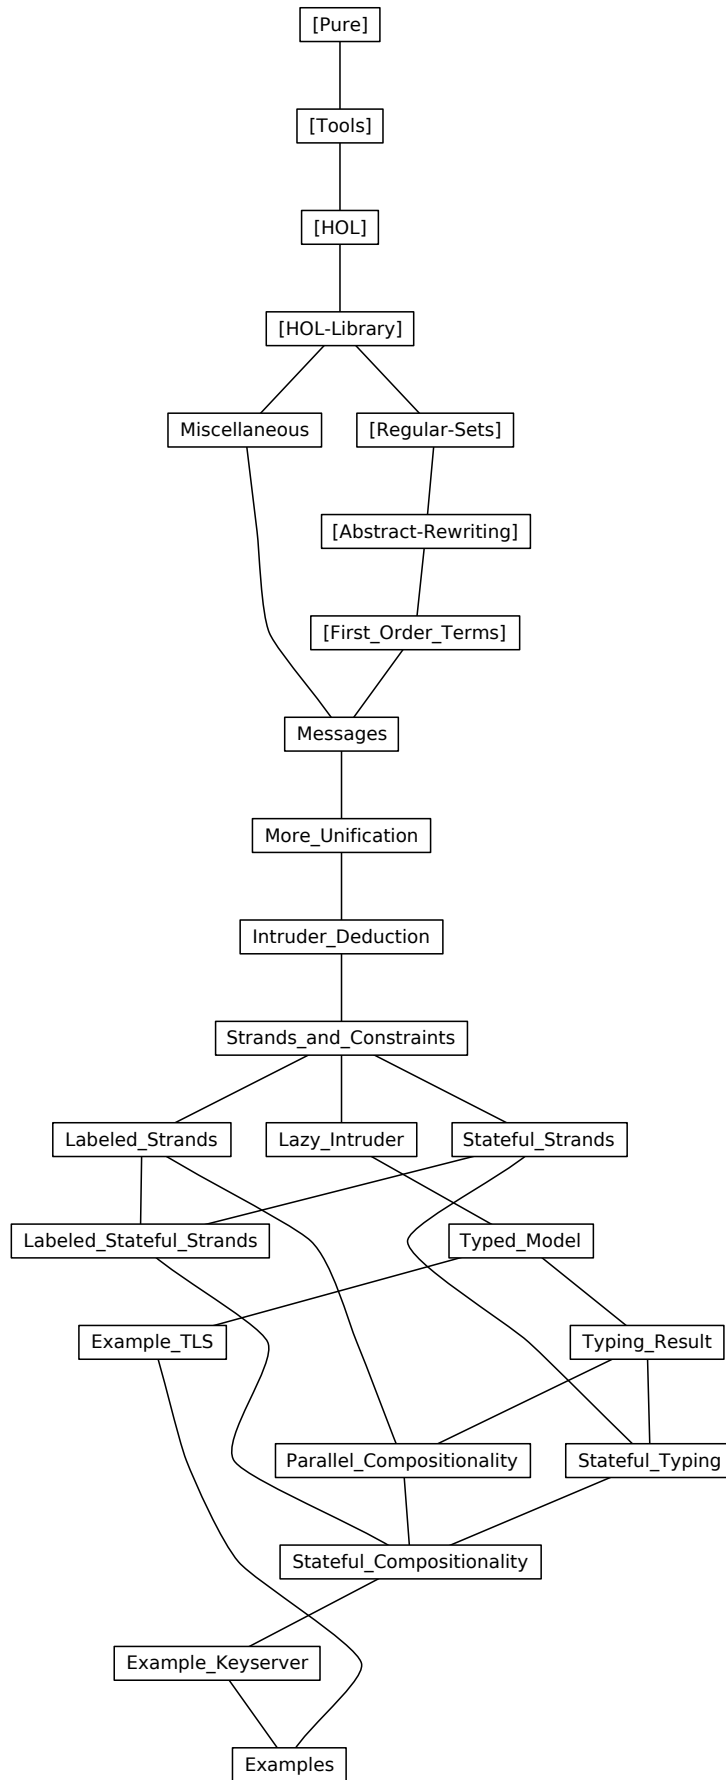 [Pure]
[Tools]
[HOL]
[HOL-Library]
Miscellaneous
[Regular-Sets]
[Abstract-Rewriting]
[First_Order_Terms]
Messages
More_Unification
Intruder_Deduction
Strands_and_Constraints
Labeled_Strands
Lazy_Intruder
Stateful_Strands
Labeled_Stateful_Strands
Typed_Model
Example_TLS
Typing_Result
Parallel_Compositionality
Stateful_Typing
Stateful_Compositionality
Example_Keyserver
Examples